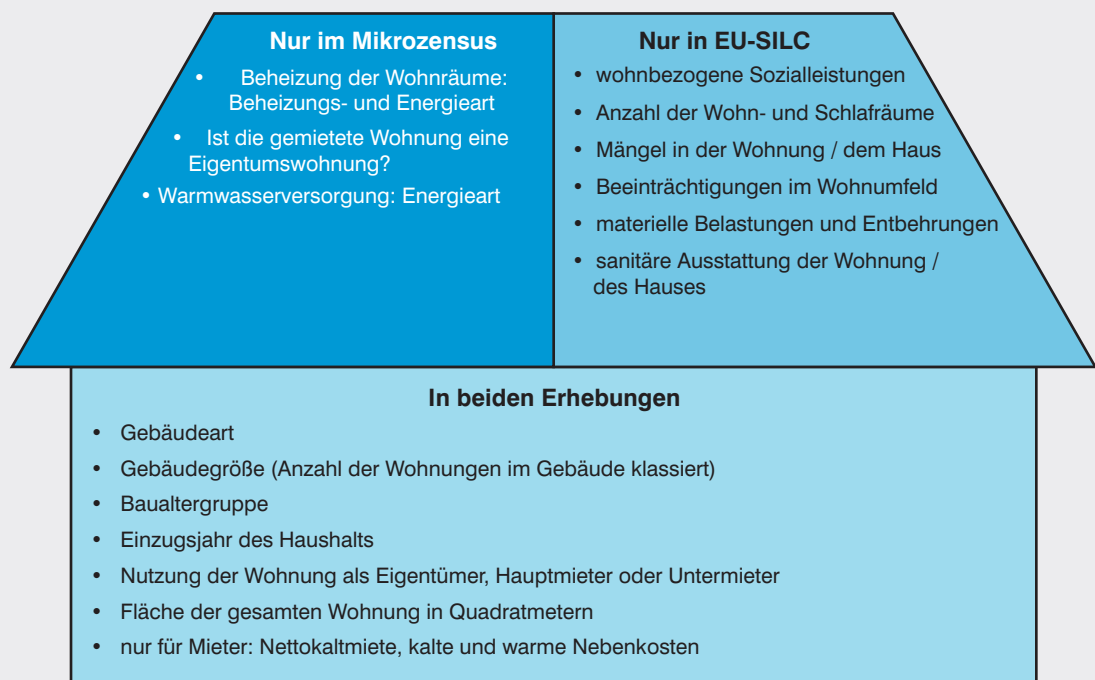 Nur im Mikrozensus
• Beheizung der Wohnräume:
Beheizungs- und Energieart
• Ist die gemietete Wohnung eine
Eigentumswohnung?
• Warmwasserversorgung: Energieart
Nur in EU-SILC
• wohnbezogene Sozialleistungen
• Anzahl der Wohn- und Schlafräume
• Mängel in der Wohnung / dem Haus
• Beeinträchtigungen im Wohnumfeld
• materielle Belastungen und Entbehrungen
• sanitäre Ausstattung der Wohnung /
des Hauses
In beiden Erhebungen
• Gebäudeart
• Gebäudegröße (Anzahl der Wohnungen im Gebäude klassiert)
• Baualtergruppe
• Einzugsjahr des Haushalts
• Nutzung der Wohnung als Eigentümer, Hauptmieter oder Untermieter
• Fläche der gesamten Wohnung in Quadratmetern
• nur für Mieter: Nettokaltmiete, kalte und warme Nebenkosten